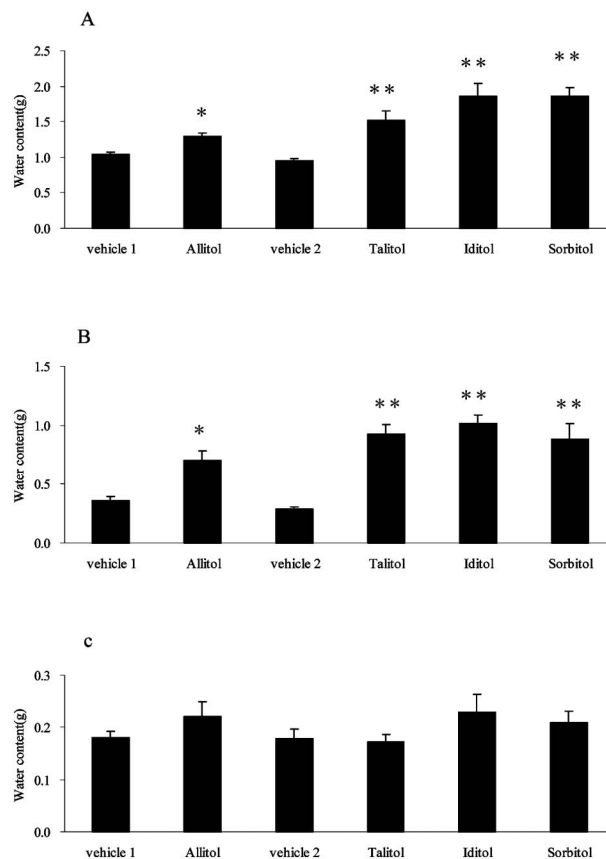 A
Water content(g)
2.5
2.0
1.5
1.0
0.5
0.0
*
**
**
**
vehicle 1 Allitol vehicle 2 Talitol Iditol Sorbitol
B
Water content(g)
1.5
1.0
0.5
0.0
*
**
**
**
vehicle 1 Allitol vehicle 2 Talitol Iditol Sorbitol
c
Water content(g)
0.3
0.2
0.1
0.0
vehicle 1 Allitol vehicle 2 Talitol Iditol Sorbitol